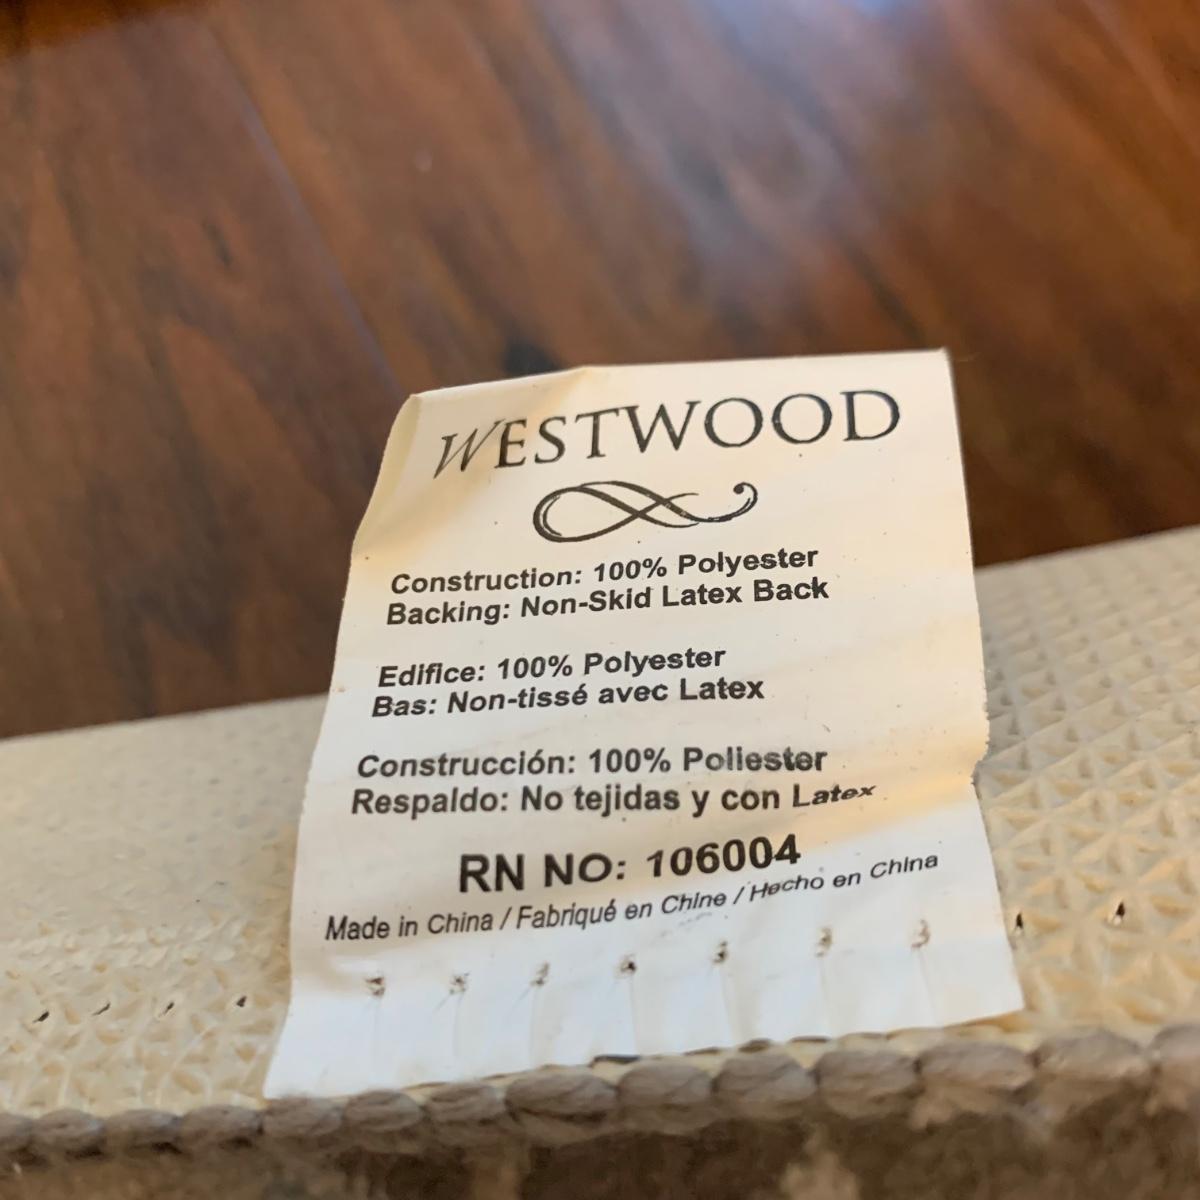 WESTWOOD
Construction: 100% Polyester
Backing: Non-Skid Latex Back
Edifice: 100% Polyester
Bas: Non-tissé avec Latex
Construcción: 100% Poliester
Respaldo: No tejidas y con Latex
RN NO: 106004
Made in China / Fabriqué en Chine / Hecho en China